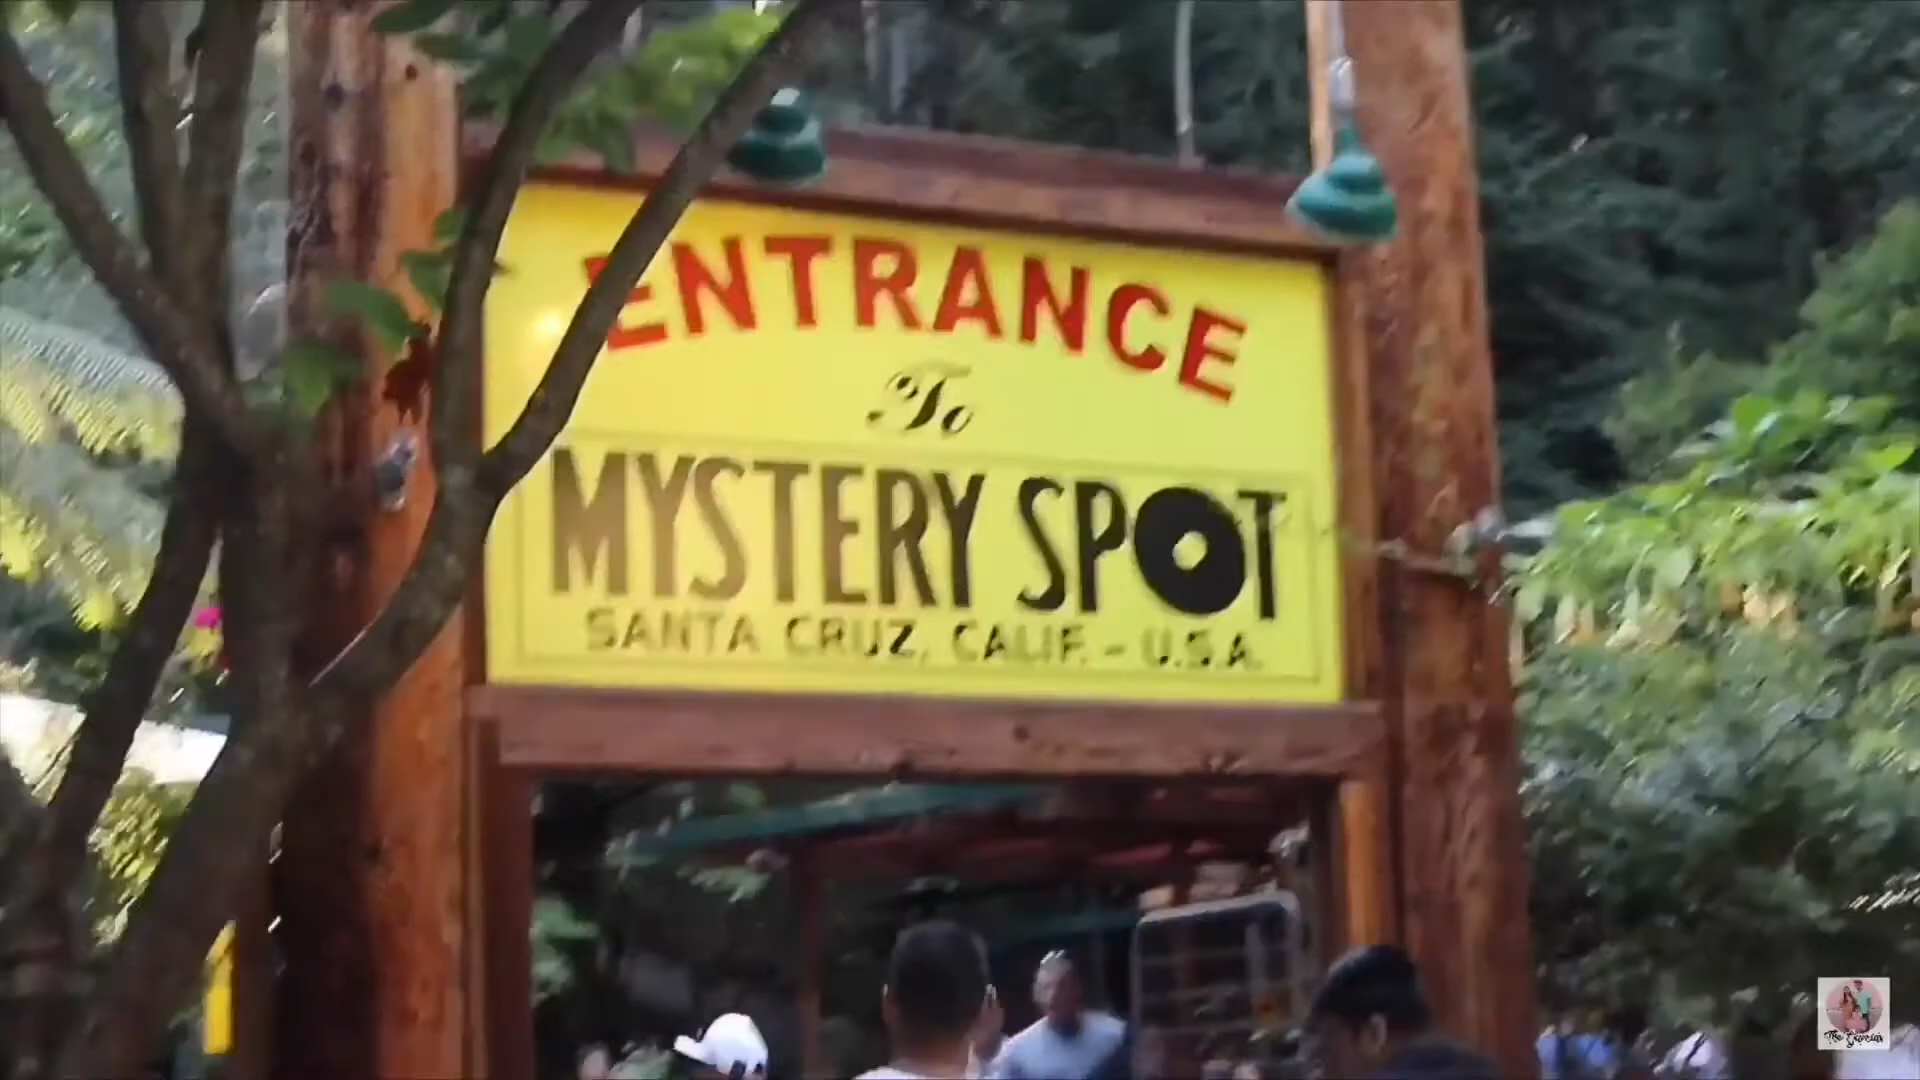 ENTRANCE
To
MYSTERY SPOT
SANTA CRUZ, CALIF. - U.S.A.